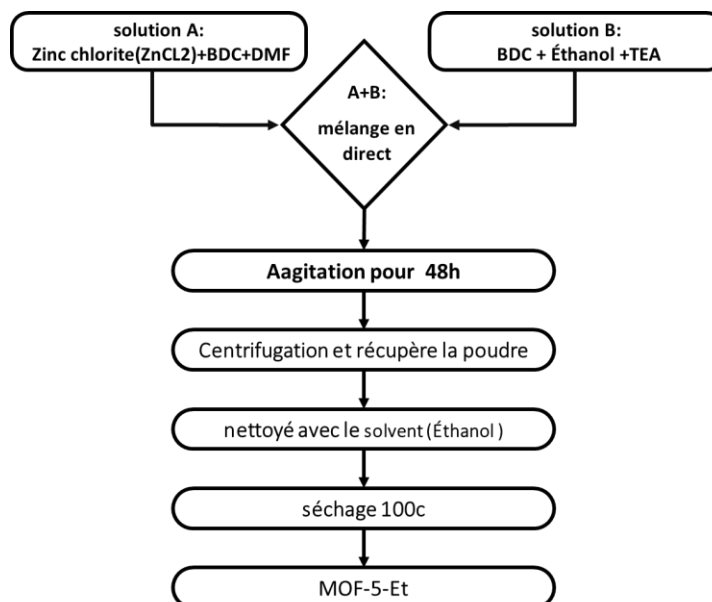 solution A:
Zinc chlorite(ZnCL2)+BDC+DMF
solution B:
BDC + Éthanol +TEA
A+B:
mélange en
direct
Aagitation pour 48h
Centrifugation et récupère la poudre
nettoyé avec le solvent (Éthanol )
séchage 100c
MOF-5-Et